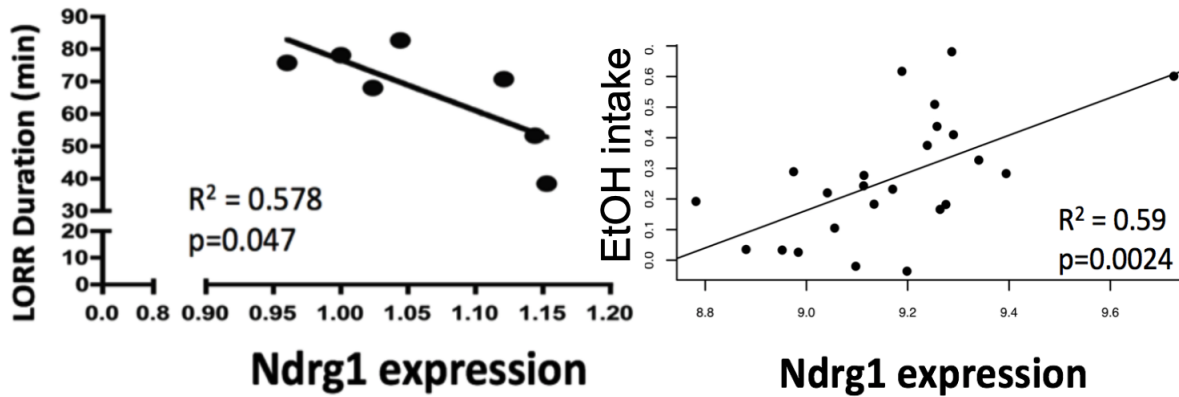 LORR Duration (min)
90
80
70
60
50
40
30
20
10
0
R² = 0.578
p=0.047
0.0 0.8 0.90 0.95 1.00 1.05 1.10 1.15 1.20
Ndrg1 expression
EtOH intake
0.
0.6
0.5
0.4
0.3
0.2
0.1
0.0
R² = 0.59
p=0.0024
8.8 9.0 9.2 9.4 9.6
Ndrg1 expression